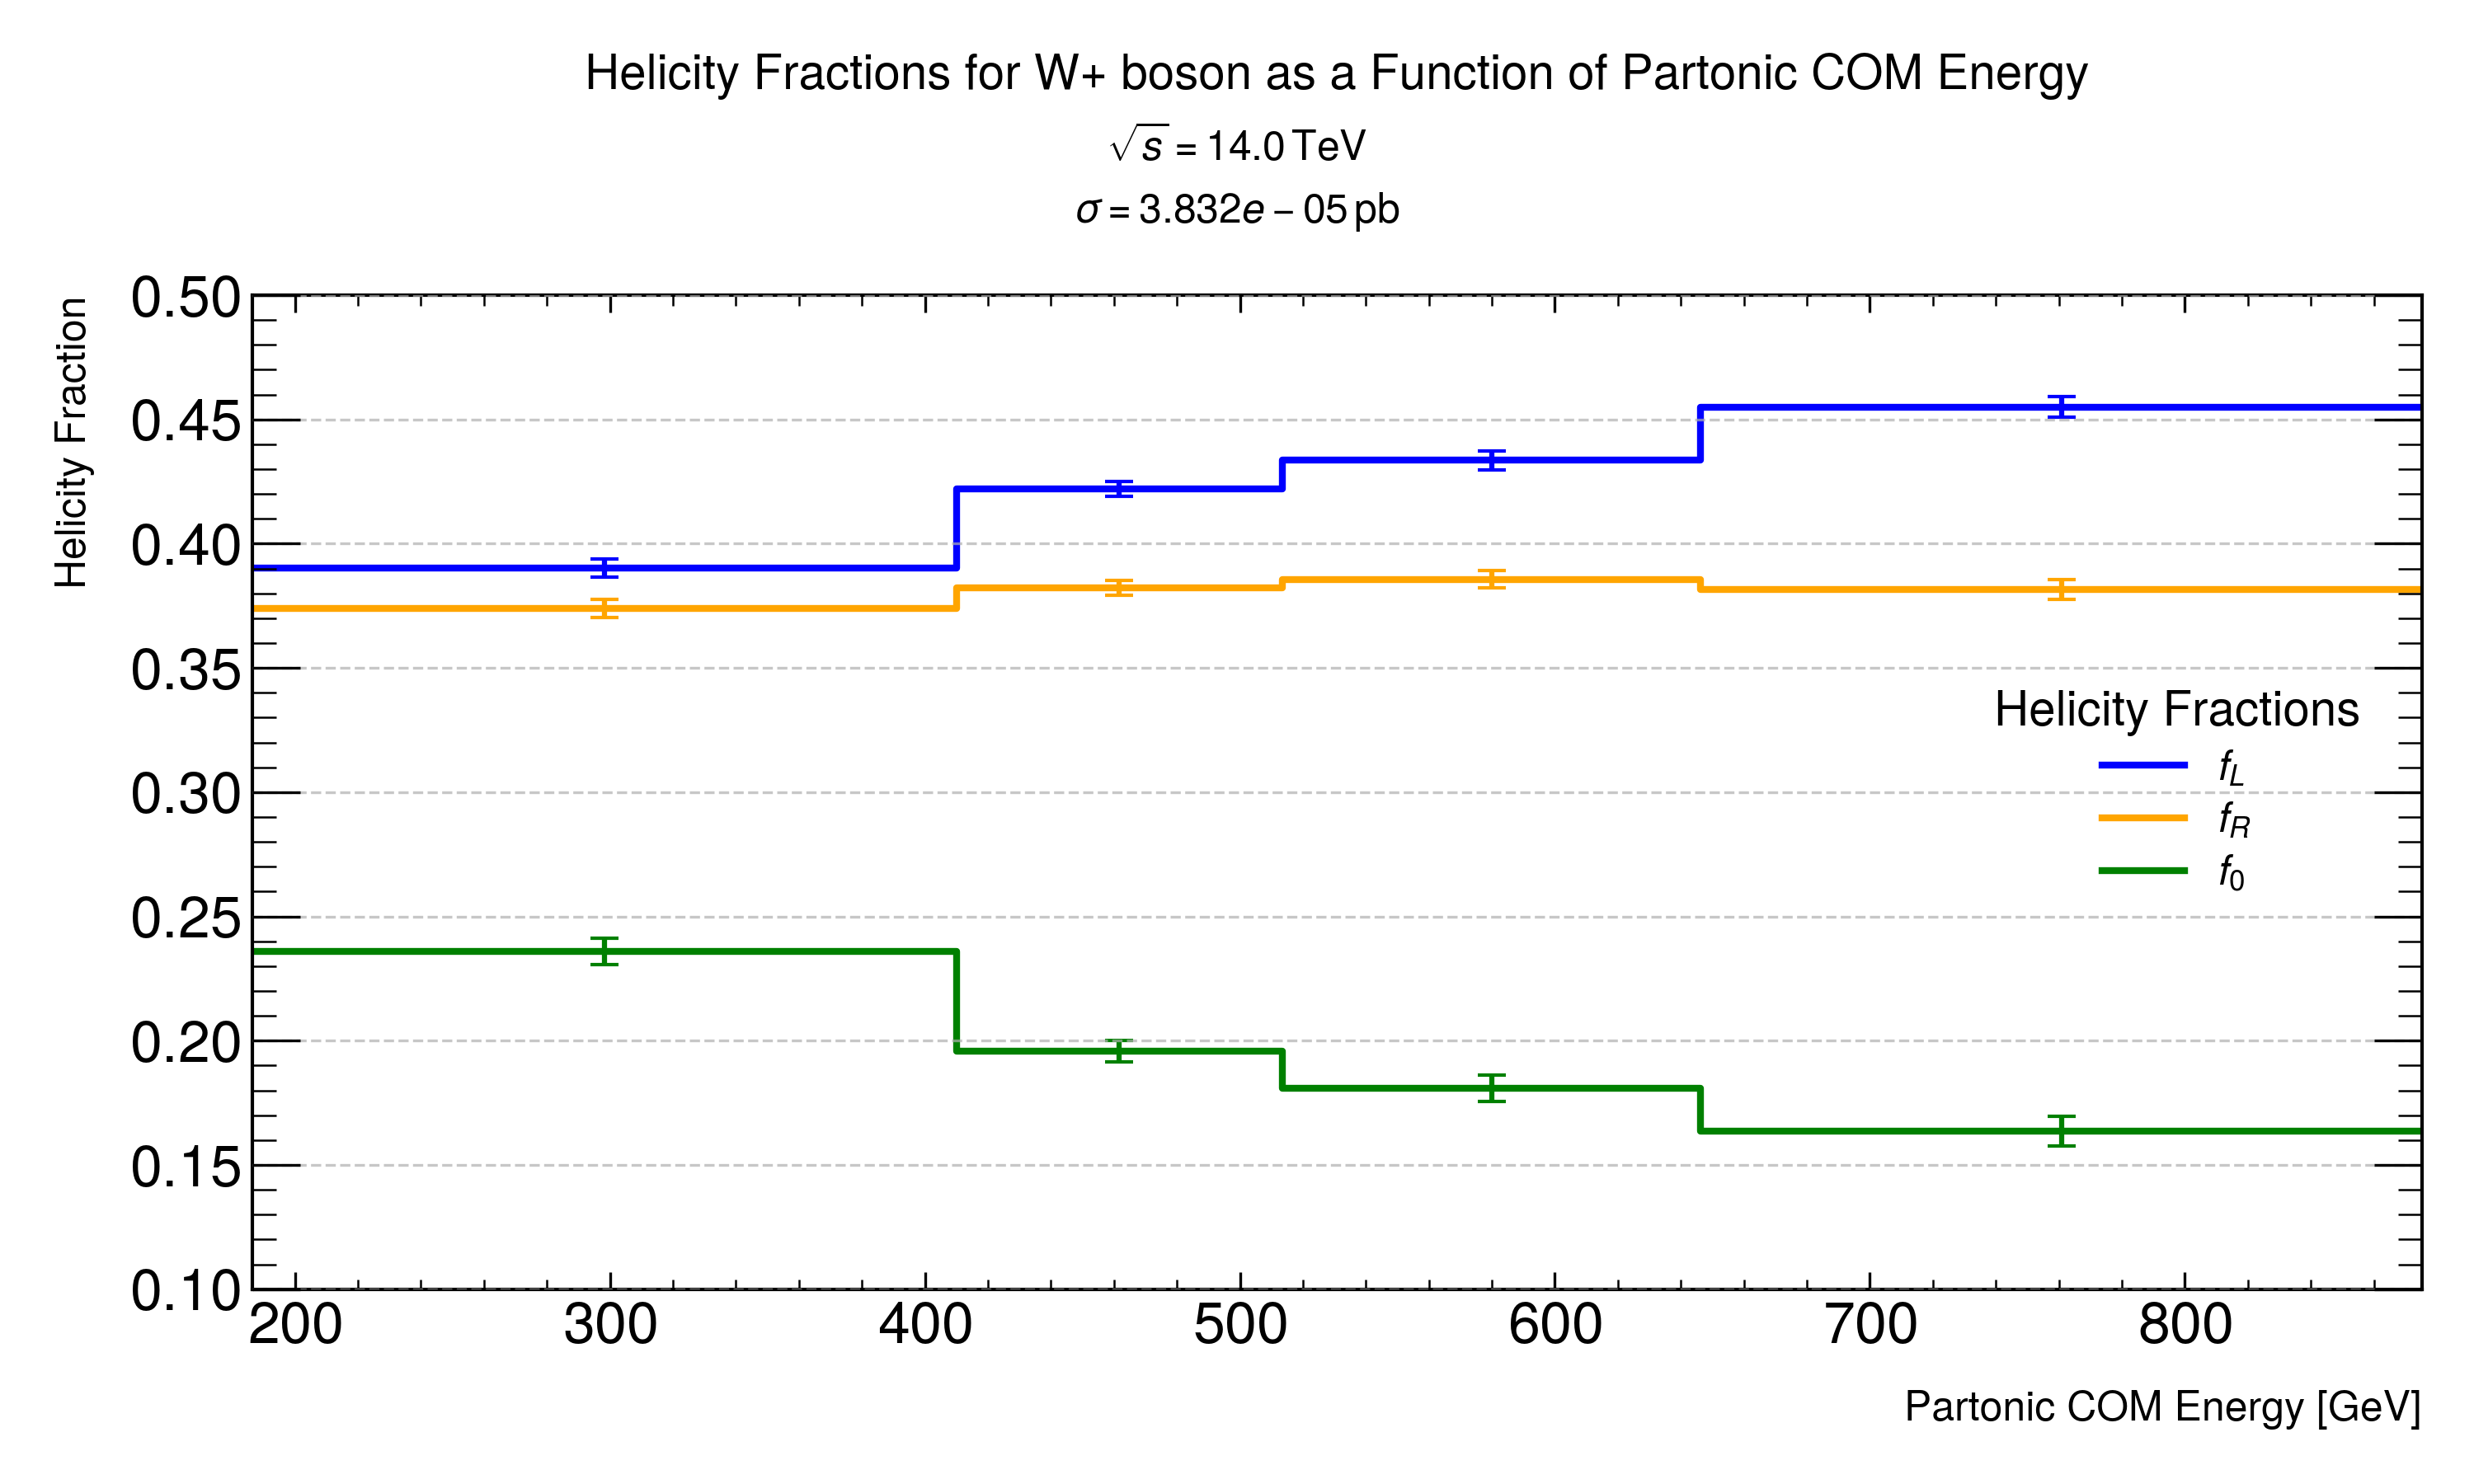 Helicity Fractions for W+ boson as a Function of Partonic COM Energy
√s = 14.0 TeV
σ = 3.832e − 05 pb
Helicity Fraction
0.50
0.45
0.40
0.35
0.30
0.25
0.20
0.15
0.10
Helicity Fractions
f_L
f_R
f_0
200 300 400 500 600 700 800
Partonic COM Energy [GeV]